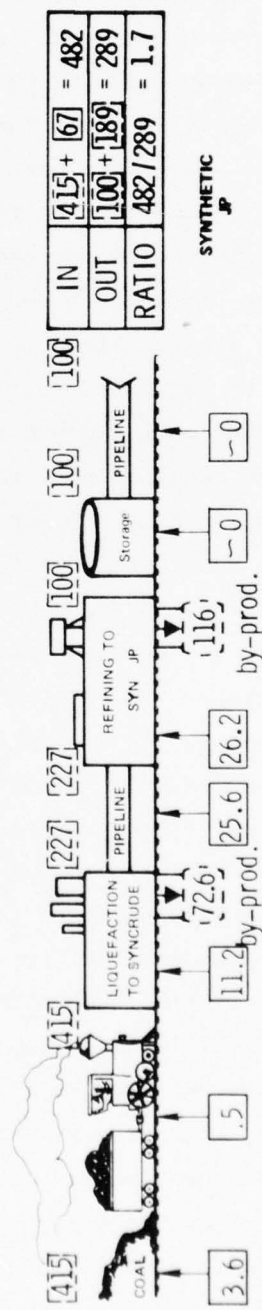 415 415 227 227 100 100 100
COAL
LIQUEFACTION
TO SYNCRUDE
PIPELINE
REFINING TO
SYN JP
Storage
PIPELINE
72.6 116
by-prod. by-prod.
3.6 .5 11.2 25.6 26.2 ~0 ~0
IN 415 + 67 = 482
OUT 100 + 189 = 289
RATIO 482/289 = 1.7
SYNTHETIC
JP